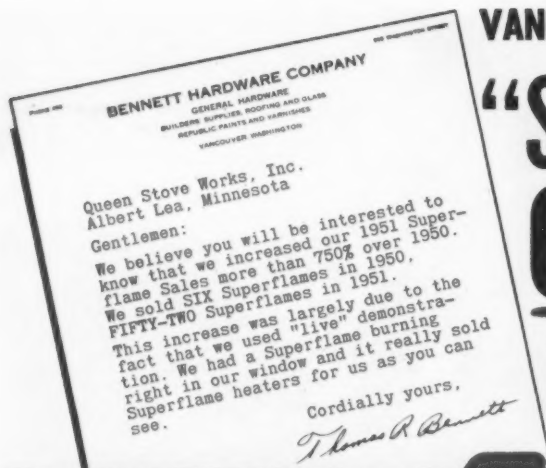 VAN
"S
BENNETT HARDWARE COMPANY
GENERAL HARDWARE
BUILDERS SUPPLIES, ROOFING AND GLASS
REPUBLIC PAINTS AND VARNISHES
VANCOUVER, WASHINGTON
Queen Stove Works, Inc.
Albert Lea, Minnesota
Gentlemen:
We believe you will be interested to
know that we increased our 1951 Super-
flame Sales more than 750% over 1950.
We sold SIX Superflames in 1950,
FIFTY-TWO Superflames in 1951.
This increase was largely due to the
fact that we used "live" demonstra-
tion. We had a Superflame burning
right in our window and it really sold
Superflame heaters for us as you can
see.
Cordially yours,
Thomas R Bennett